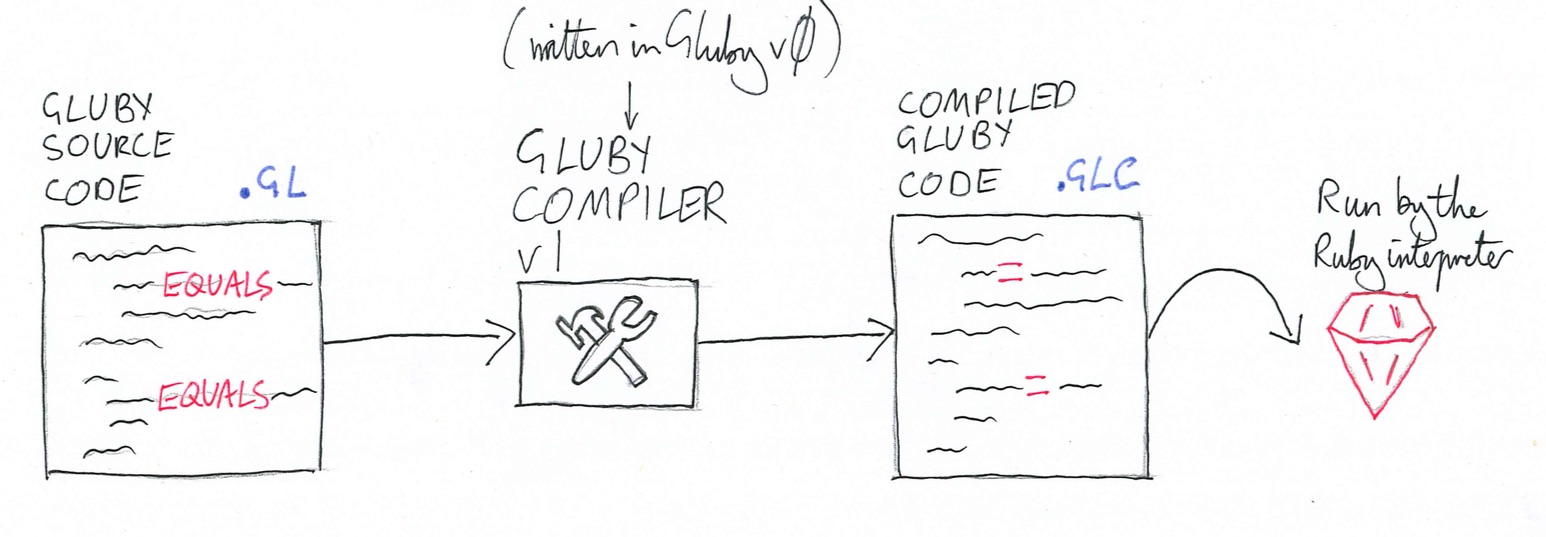 (written in Gluby v0)
GLUBY
SOURCE
CODE .GL
EQUALS
EQUALS
GLUBY
COMPILER
v1
COMPILED
GLUBY
CODE .GLC
=
=
Run by the
Ruby interpreter